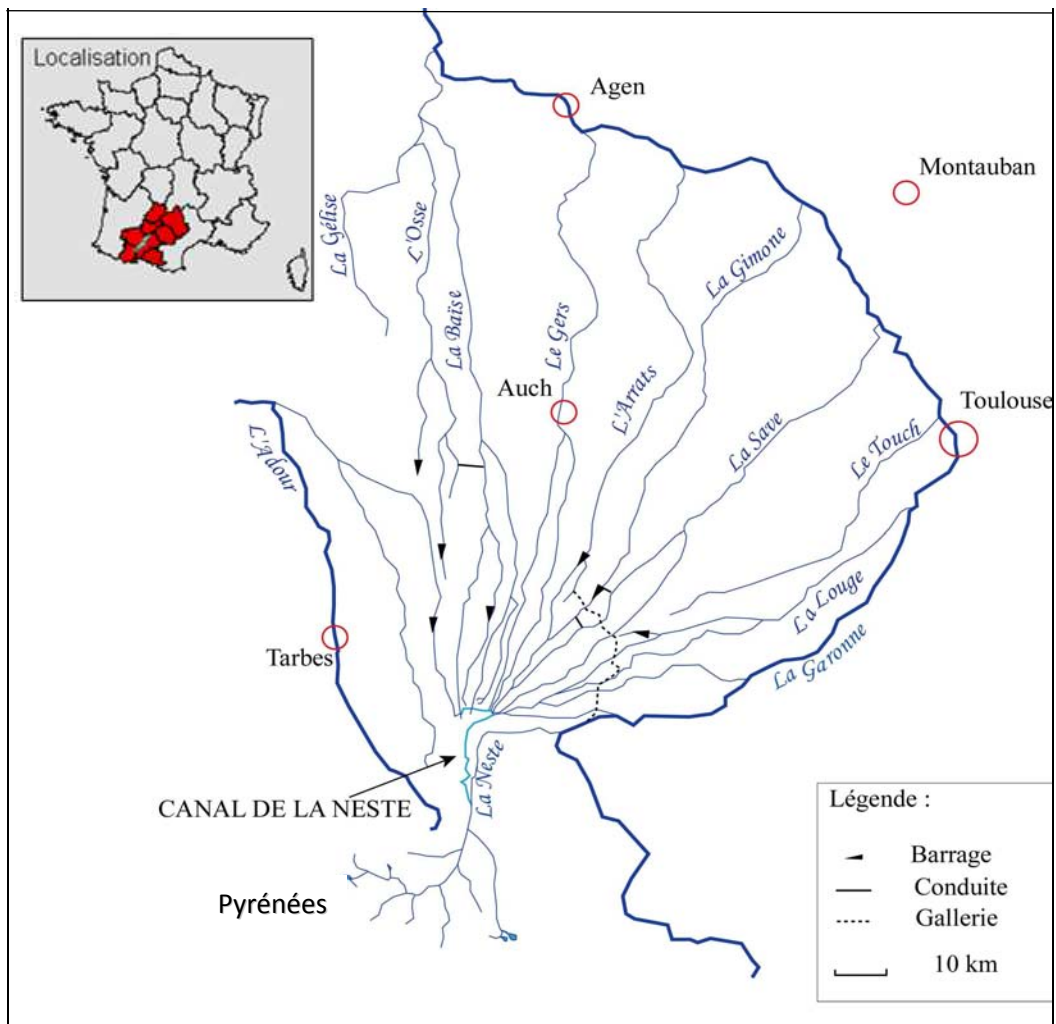 Localisation
Agen
Montauban
La Gélise
L'Osse
La Baïse
Le Gers
La Gimone
L'Arrats
Auch
La Save
Toulouse
Le Touch
L'Adour
La Louge
La Garonne
Tarbes
La Neste
CANAL DE LA NESTE
Pyrénées
Légende :
Barrage
Conduite
Gallerie
10 km